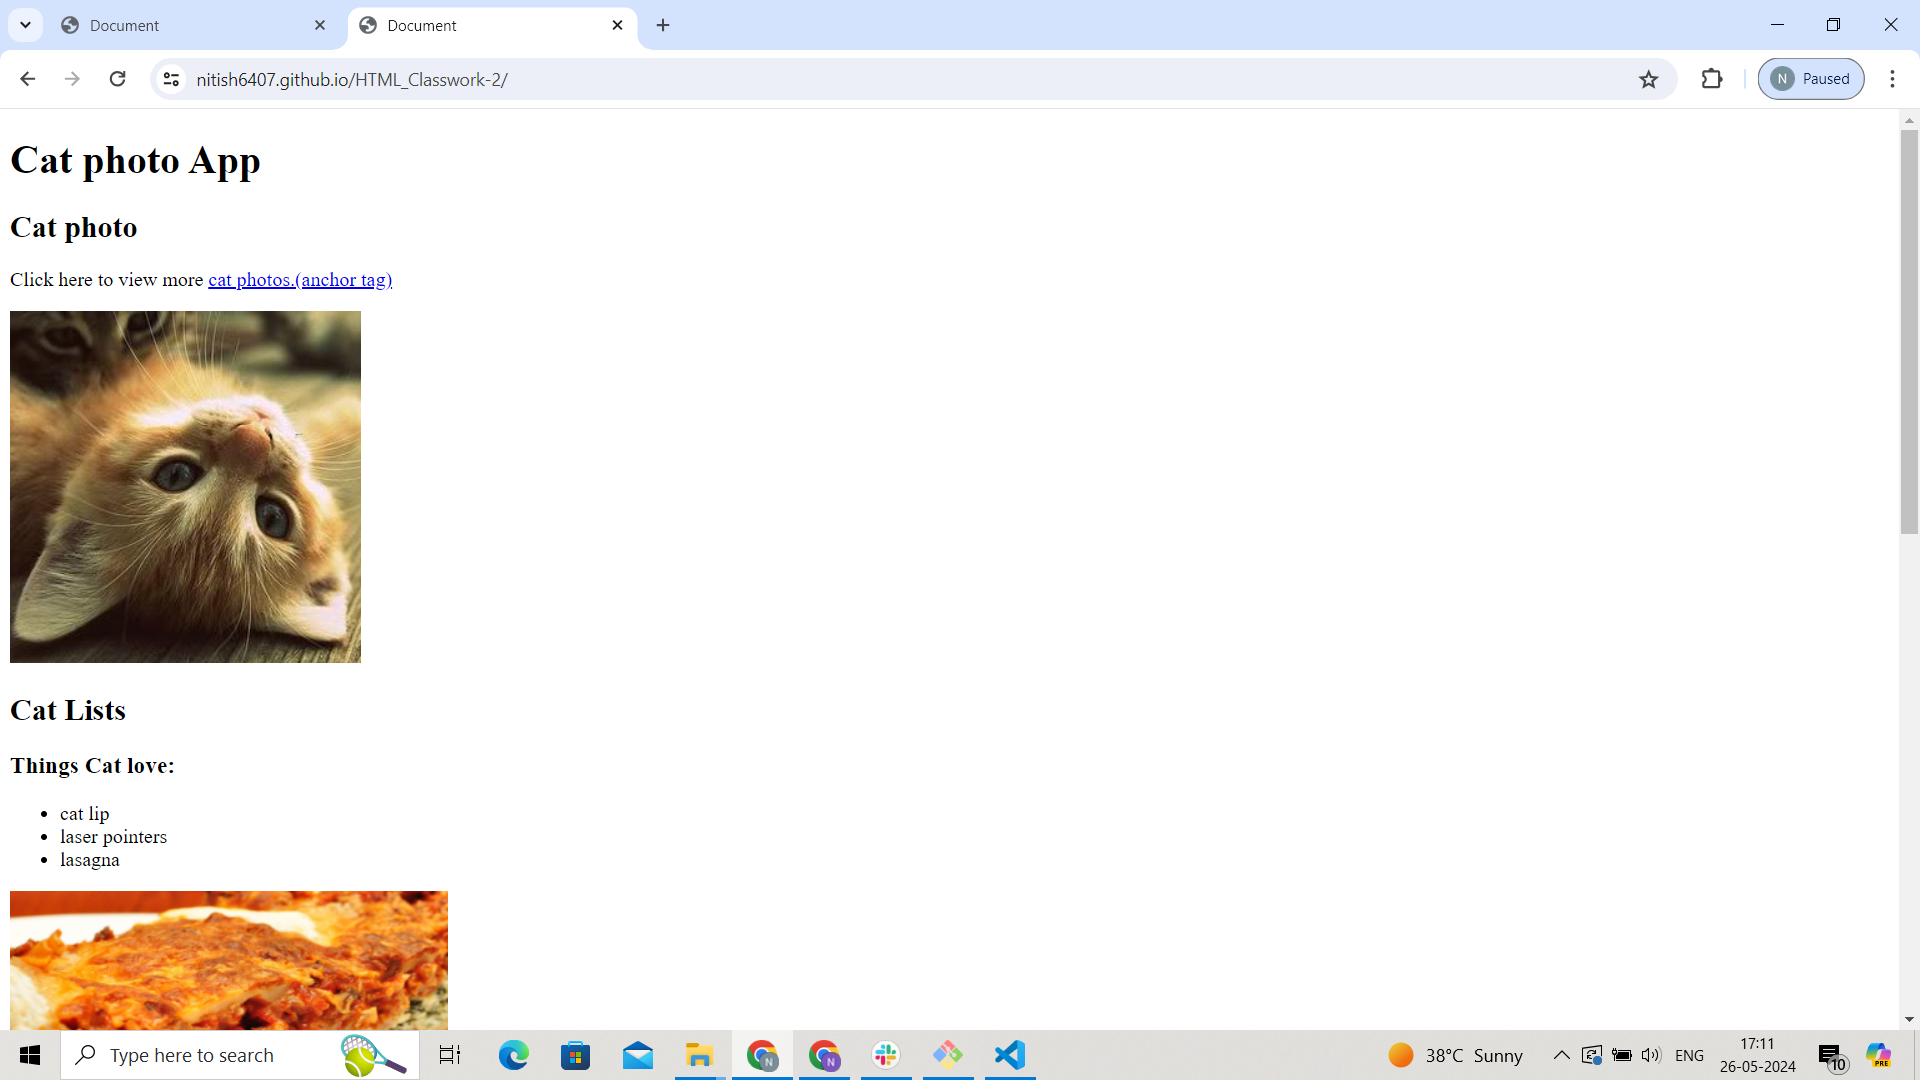 Document
Document
nitish6407.github.io/HTML_Classwork-2/
N Paused
Cat photo App
Cat photo
Click here to view more cat photos.(anchor tag)
Cat Lists
Things Cat love:
cat lip
laser pointers
lasagna
Type here to search
N
N
38°C Sunny
ENG
17:11
26-05-2024
10
PRE